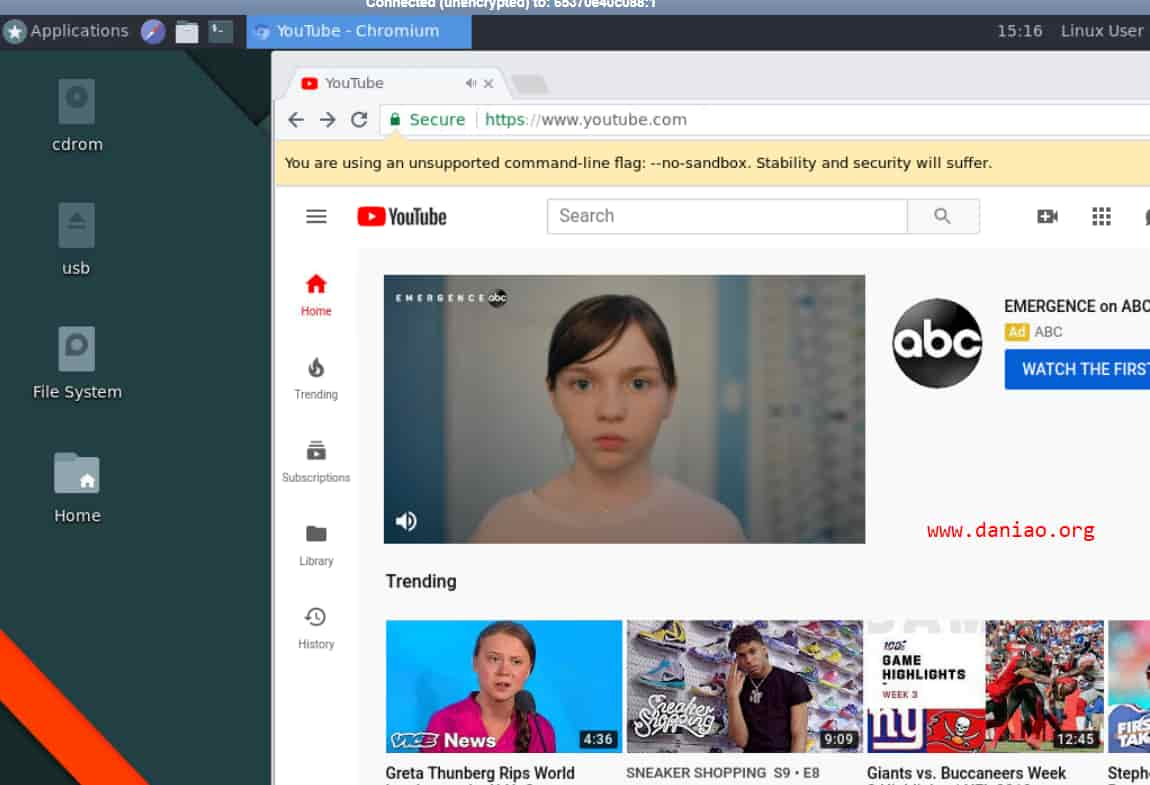 Connected (unencrypted) to: 65370e40c088:1
Applications
YouTube - Chromium
15:16
Linux User
YouTube
Secure
https://www.youtube.com
You are using an unsupported command-line flag: --no-sandbox. Stability and security will suffer.
cdrom
usb
File System
Home
YouTube
Search
Home
Trending
Subscriptions
Library
History
EMERGENCE abc
abc
EMERGENCE on ABC
Ad ABC
WATCH THE FIRST
www.daniao.org
Trending
VICE News
4:36
Sneaker
Shopping
9:09
100
GAME
HIGHLIGHTS
WEEK 3
ny
12:45
FIRS
TAK
Greta Thunberg Rips World
SNEAKER SHOPPING S9 • E8
Giants vs. Buccaneers Week
Steph